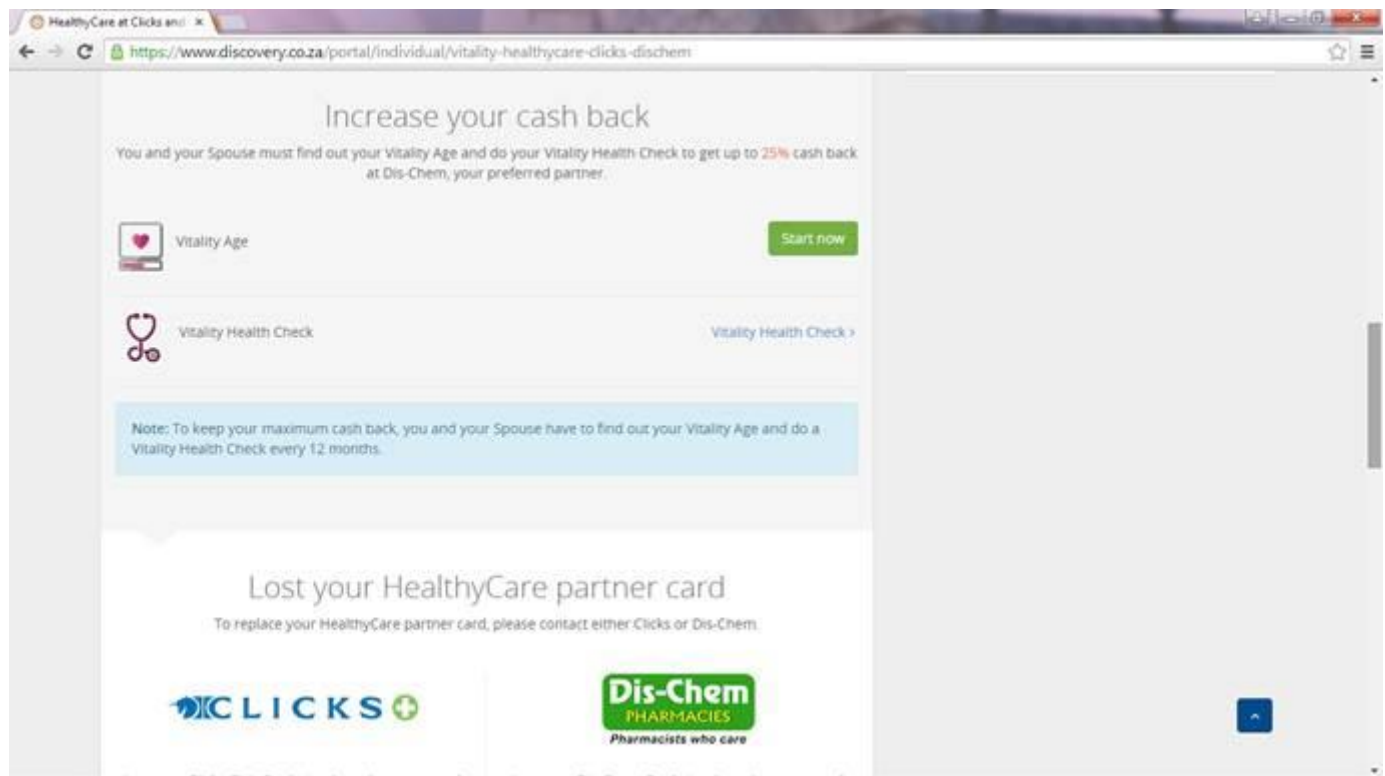 HealthyCare at Clicks and
https://www.discovery.co.za/portal/individual/vitality-healthycare-clicks-dischem
Increase your cash back
You and your Spouse must find out your Vitality Age and do your Vitality Health Check to get up to 25% cash back
at Dis-Chem, your preferred partner.
Vitality Age
Start now
Vitality Health Check
Vitality Health Check >
Note: To keep your maximum cash back, you and your Spouse have to find out your Vitality Age and do a
Vitality Health Check every 12 months.
Lost your HealthyCare partner card
To replace your HealthyCare partner card, please contact either Clicks or Dis-Chem.
CLICKS
Dis-Chem
PHARMACIES
Pharmacists who care